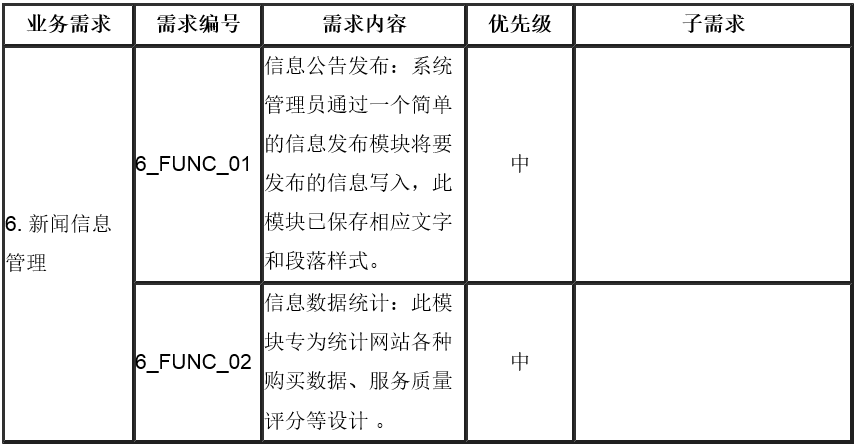 业务需求 需求编号 需求内容 优先级 子需求
6. 新闻信息
管理
6_FUNC_01
信息公告发布：系统
管理员通过一个简单
的信息发布模块将要
发布的信息写入，此
模块已保存相应文字
和段落样式。
中
6_FUNC_02
信息数据统计：此模
块专为统计网站各种
购买数据、服务质量
评分等设计 。
中